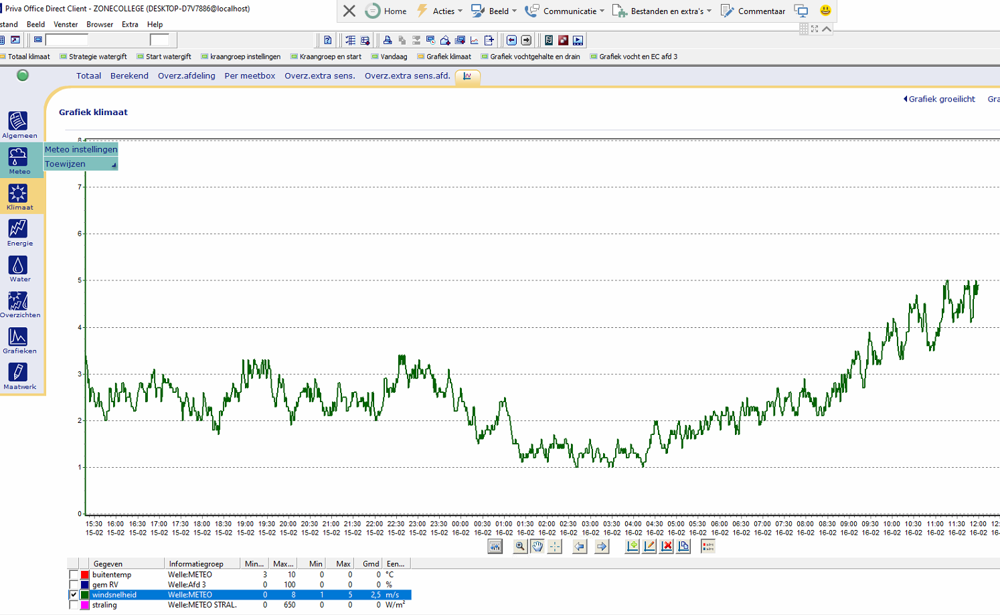 Priva Office Direct Client - ZONECOLLEGE (DESKTOP-D7V7886@localhost)
Home Acties Beeld Communicatie Bestanden en extra's Commentaar
stand Beeld Venster Browser Extra Help
Totaal klimaat Strategie watergift Start watergift kraangroep instellingen Kraangroep en start Vandaag Grafiek klimaat Grafiek vochtgehalte en drain Grafiek vocht en EC afd 3
Totaal Berekend Overz.afdeling Per meetbox Overz.extra sens. Overz.extra sens.afd.
Grafiek groeilicht Gra
Grafiek klimaat
Algemeen
Meteo
Meteo instellingen
Toewijzen
Klimaat
Energie
Water
Overzichten
Grafieken
Maatwerk
8
7
6
5
4
3
2
1
0
15:30 16:00 16:30 17:00 17:30 18:00 18:30 19:00 19:30 20:00 20:30 21:00 21:30 22:00 22:30 23:00 23:30 00:00 00:30 01:00 01:30 02:00 02:30 03:00 03:30 04:00 04:30 05:00 05:30 06:00 06:30 07:00 07:30 08:00 08:30 09:00 09:30 10:00 10:30 11:00 11:30 12:00 12:
15-02 15-02 15-02 15-02 15-02 15-02 15-02 15-02 15-02 15-02 15-02 15-02 15-02 15-02 15-02 15-02 15-02 16-02 16-02 16-02 16-02 16-02 16-02 16-02 16-02 16-02 16-02 16-02 16-02 16-02 16-02 16-02 16-02 16-02 16-02 16-02 16-02 16-02 16-02 16-02 16-02 16-02 16-
Gegeven Informatiegroep Min... Max... Min Max Gmd Een...
buitentemp Welle:METEO 3 10 0 0 0 °C
gem RV Welle:Afd 3 0 100 0 0 0 %
windsnelheid Welle:METEO 0 8 1 5 2,5 m/s
straling Welle:METEO STRAL. 0 650 0 0 0 W/m²